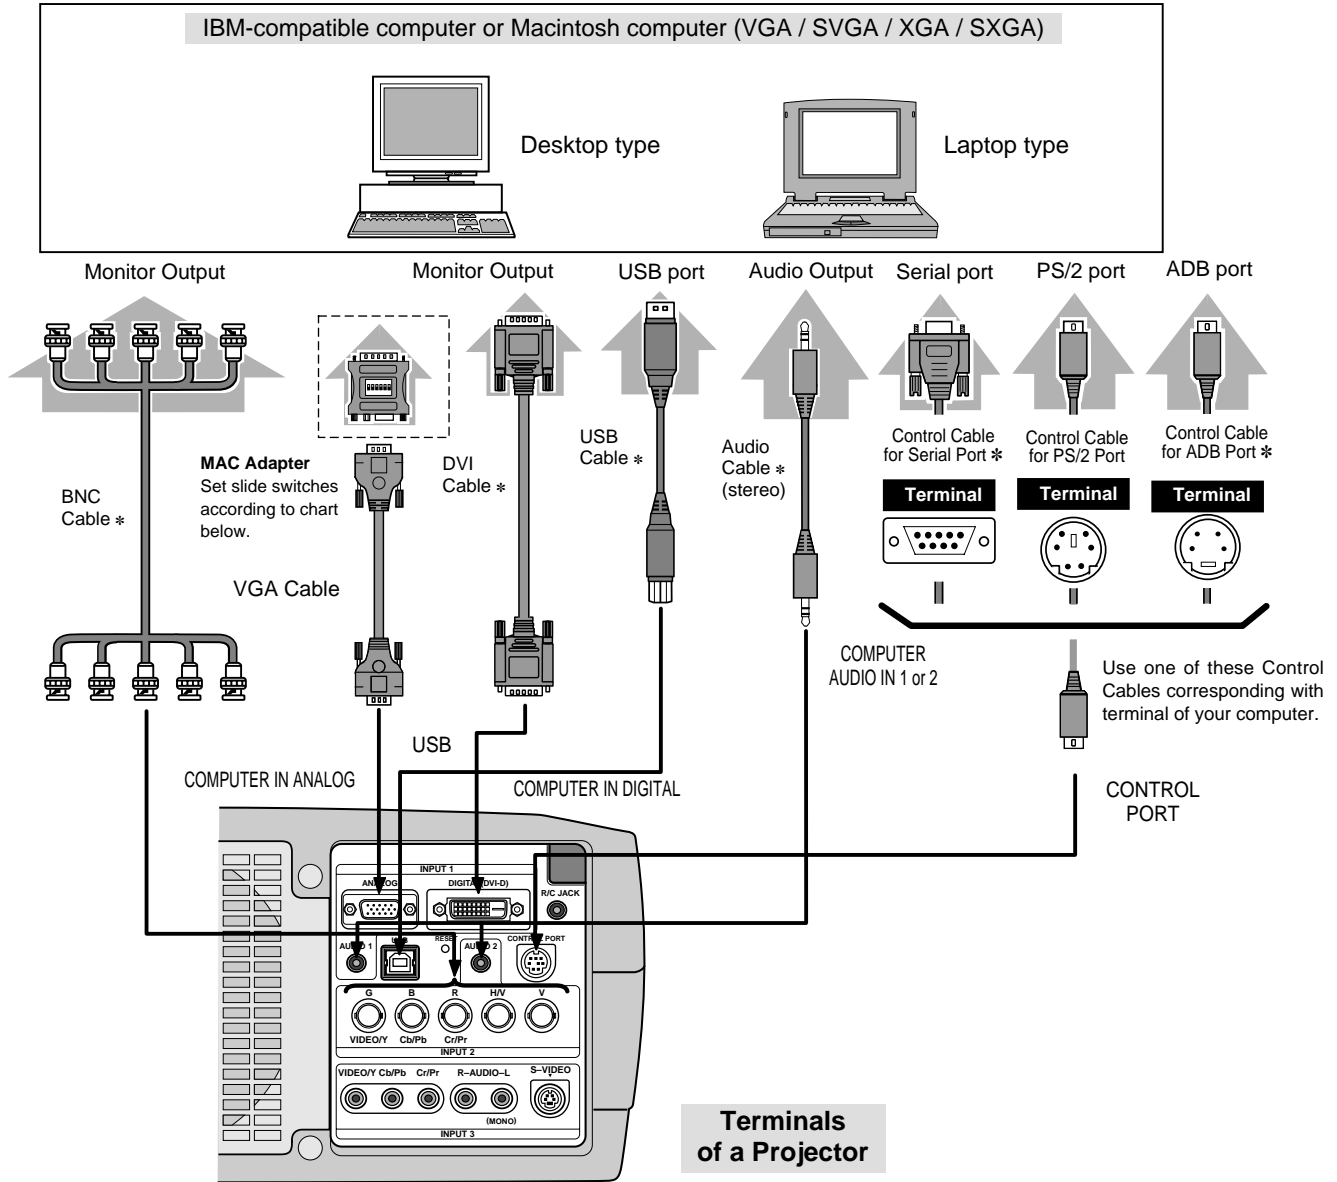 IBM-compatible computer or Macintosh computer (VGA / SVGA / XGA / SXGA)
Desktop type
Laptop type
Monitor Output
Monitor Output
USB port
Audio Output
Serial port
PS/2 port
ADB port
BNC
Cable *
MAC Adapter
Set slide switches
according to chart
below.
VGA Cable
DVI
Cable *
USB
Cable *
Audio
Cable *
(stereo)
Control Cable
for Serial Port *
Control Cable
for PS/2 Port
Control Cable
for ADB Port *
Terminal
Terminal
Terminal
COMPUTER
AUDIO IN 1 or 2
Use one of these Control
Cables corresponding with
terminal of your computer.
USB
COMPUTER IN ANALOG
COMPUTER IN DIGITAL
CONTROL
PORT
INPUT 1
ANALOG
DIGITAL (DVI-D)
R/C JACK
AUDIO 1
USB
RESET
AUDIO 2
CONTROL PORT
G
B
R
H/V
V
VIDEO/Y
Cb/Pb
Cr/Pr
INPUT 2
VIDEO/Y Cb/Pb
Cr/Pr
R–AUDIO–L
S–VIDEO
(MONO)
INPUT 3
Terminals
of a Projector